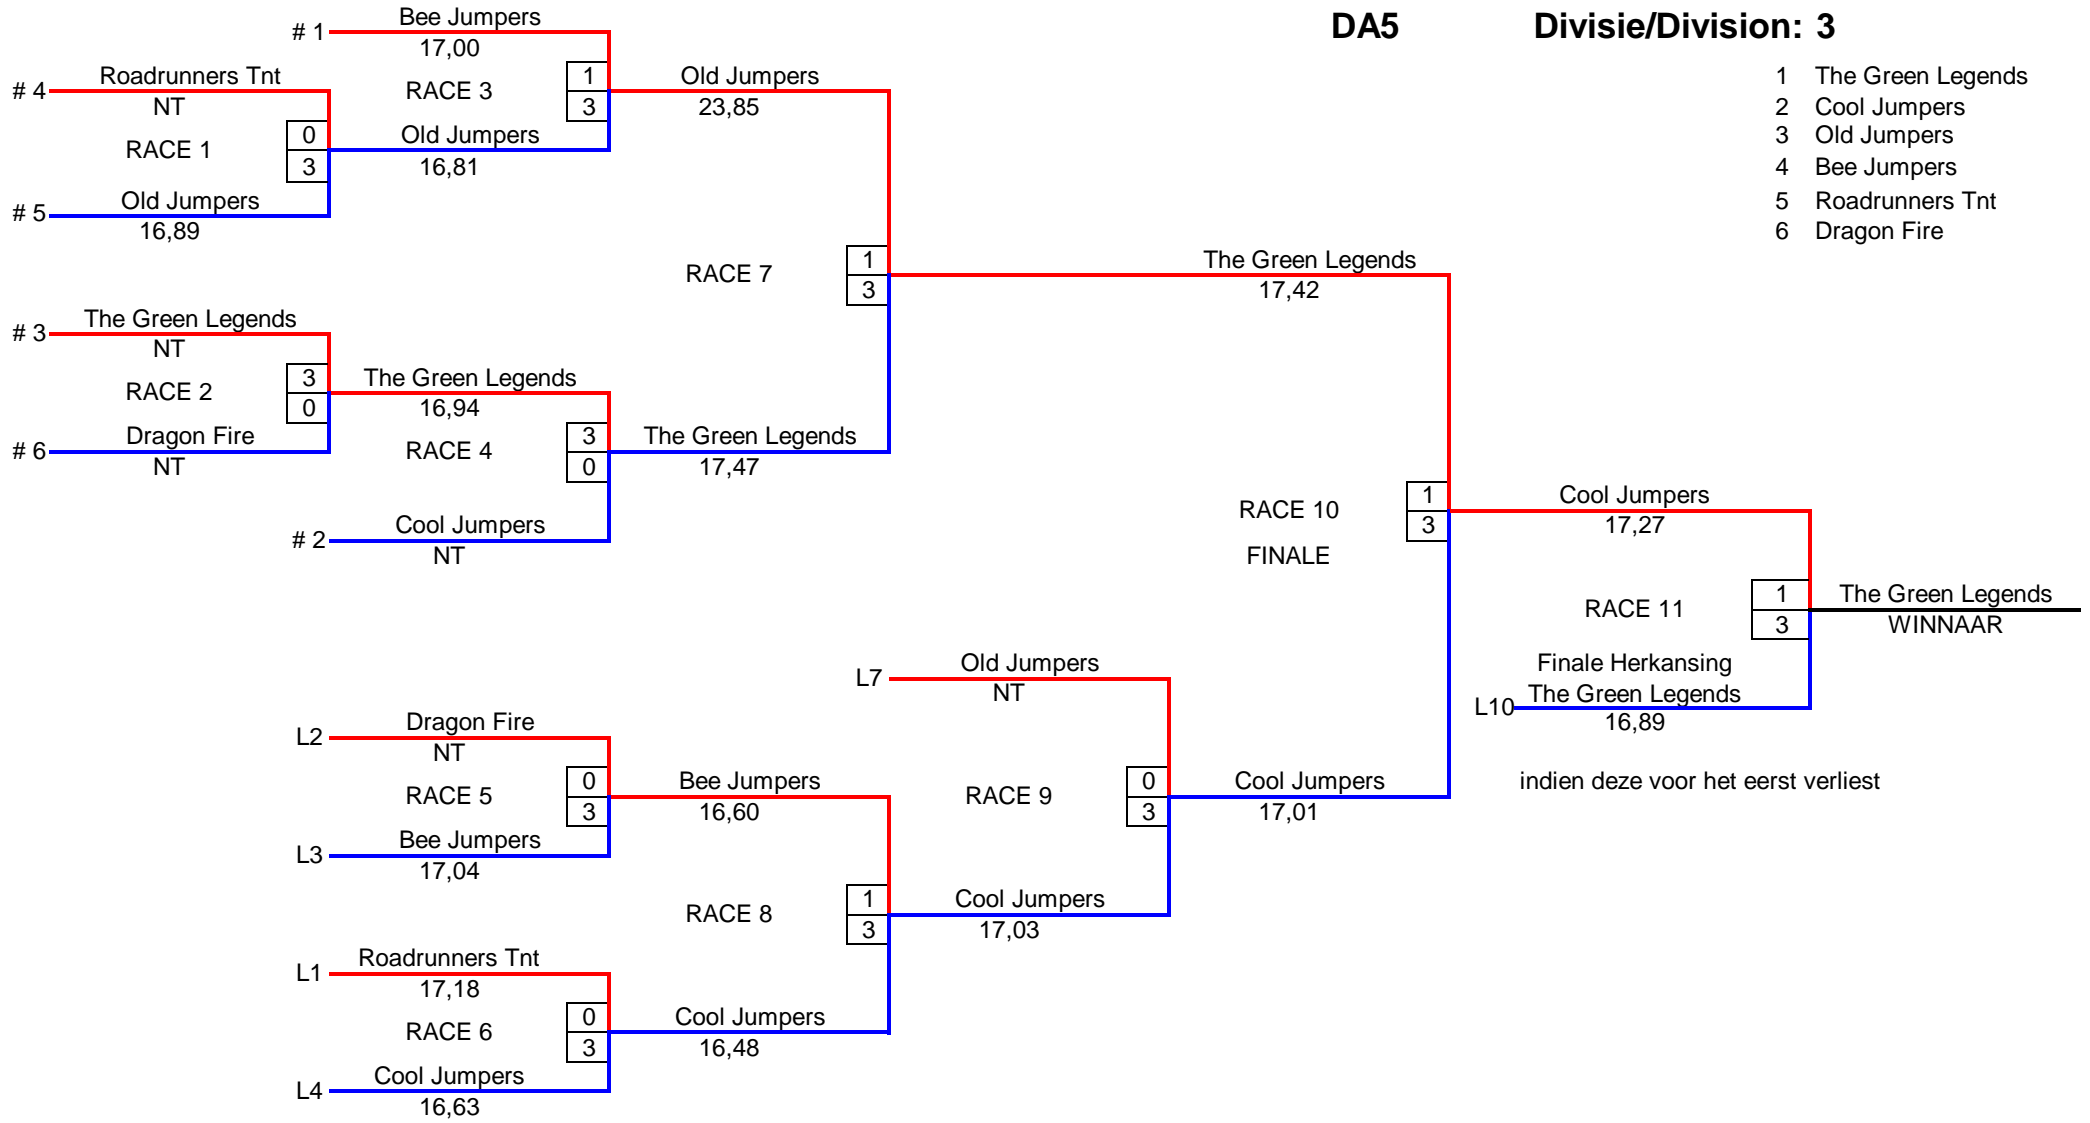 DA5 Divisie/Division: 3
1 The Green Legends
2 Cool Jumpers
3 Old Jumpers
4 Bee Jumpers
5 Roadrunners Tnt
6 Dragon Fire
# 1 Bee Jumpers
17,00
RACE 3
1
3
# 4 Roadrunners Tnt
NT
RACE 1
0
3
Old Jumpers
16,81
# 5 Old Jumpers
16,89
Old Jumpers
23,85
RACE 7
1
3
# 3 The Green Legends
NT
RACE 2
3
0
# 6 Dragon Fire
NT
The Green Legends
16,94
RACE 4
3
0
# 2 Cool Jumpers
NT
The Green Legends
17,47
The Green Legends
17,42
RACE 10
FINALE
1
3
Cool Jumpers
17,27
RACE 11
1
3
The Green Legends
WINNAAR
Finale Herkansing
L10 The Green Legends
16,89
indien deze voor het eerst verliest
L7 Old Jumpers
NT
RACE 9
0
3
Cool Jumpers
17,01
L2 Dragon Fire
NT
RACE 5
0
3
L3 Bee Jumpers
17,04
Bee Jumpers
16,60
RACE 8
1
3
Cool Jumpers
17,03
L1 Roadrunners Tnt
17,18
RACE 6
0
3
L4 Cool Jumpers
16,63
Cool Jumpers
16,48